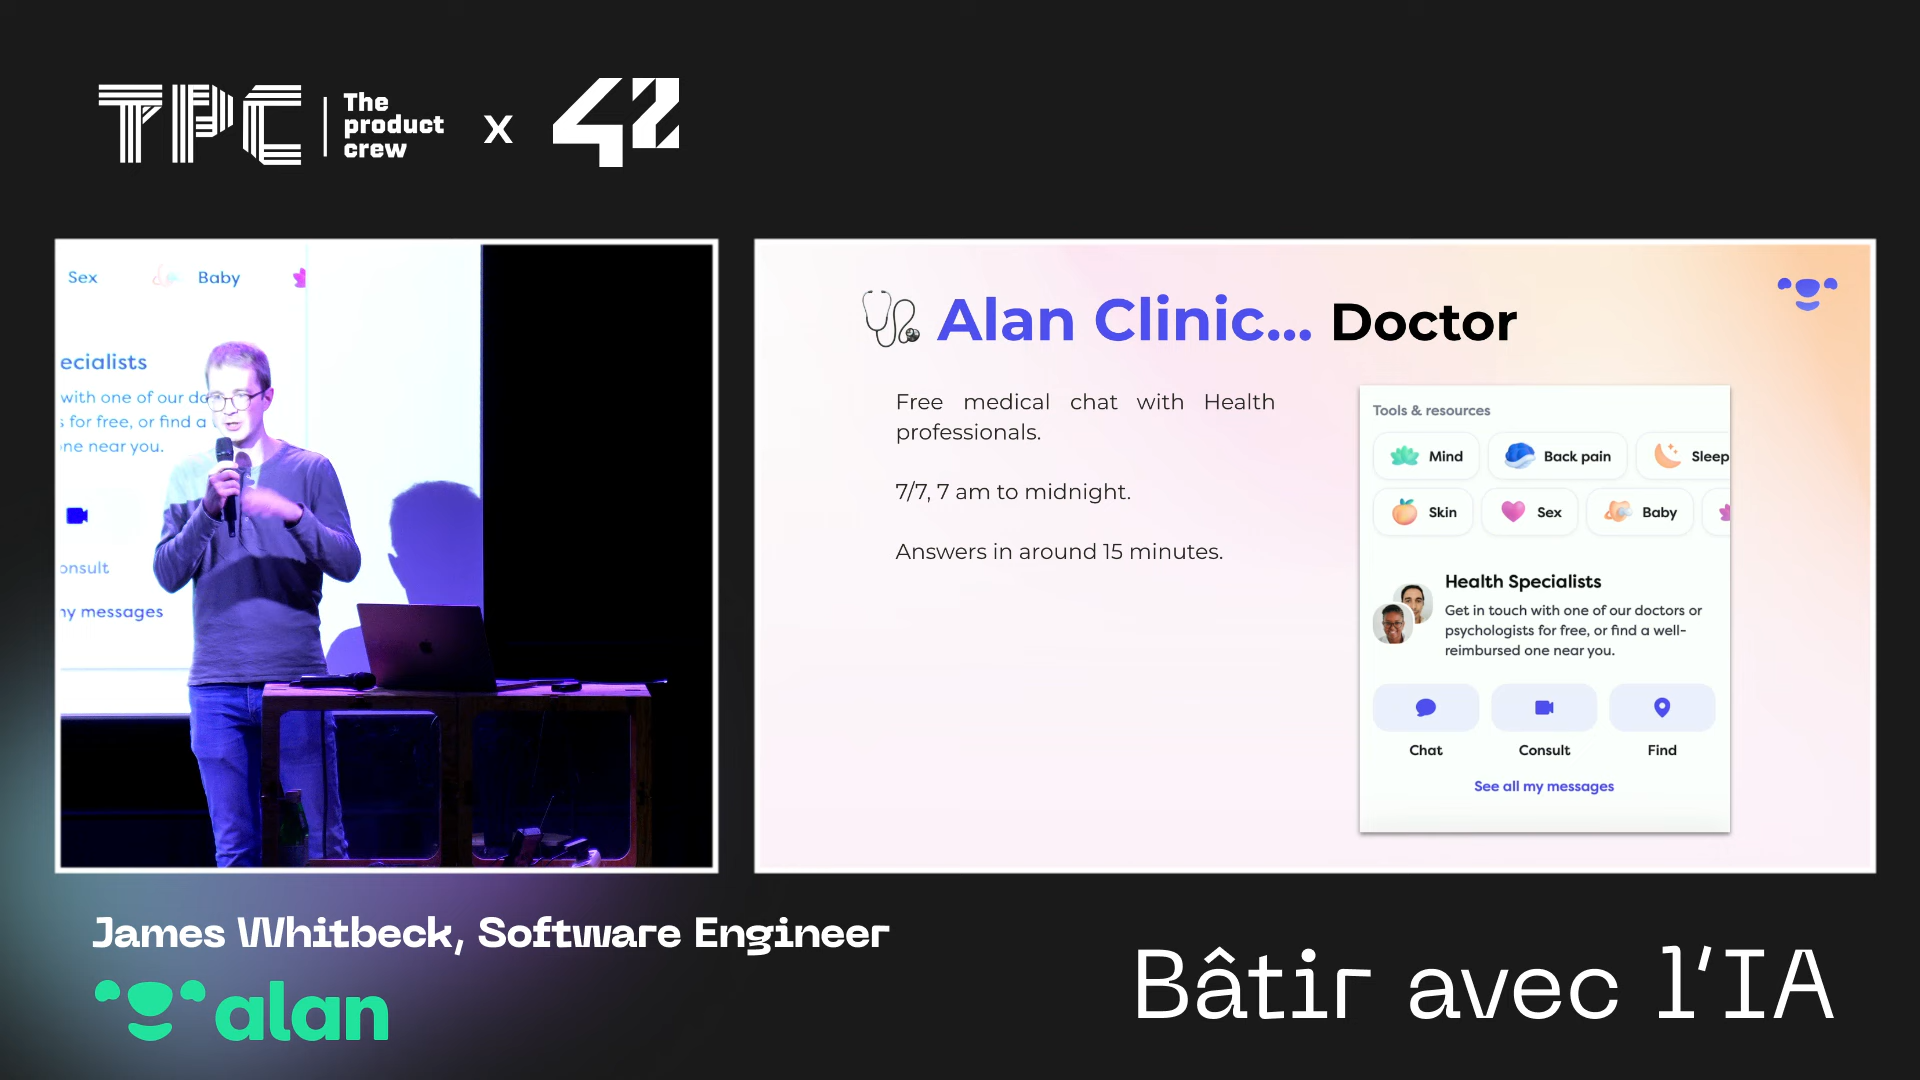 TPC
The
product
crew
x
42
Sex
Baby
ecialists
with one of our do
s for free, or find a
one near you.
onsult
my messages
Alan Clinic... Doctor
Free medical chat with Health
professionals.
7/7, 7 am to midnight.
Answers in around 15 minutes.
Tools & resources
Mind
Back pain
Sleep
Skin
Sex
Baby
Health Specialists
Get in touch with one of our doctors or
psychologists for free, or find a well-
reimbursed one near you.
Chat
Consult
Find
See all my messages
James Whitbeck, Software Engineer
alan
Bâtir avec l'IA